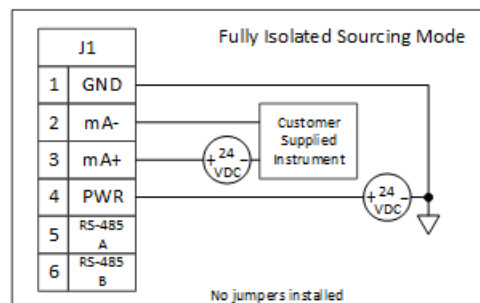 Fully Isolated Sourcing Mode
J1
1 GND
2 mA-
3 mA+
4 PWR
5 RS-485
A
6 RS-485
B
Customer
Supplied
Instrument
+ 24 -
VDC
+ 24 -
VDC
No jumpers installed